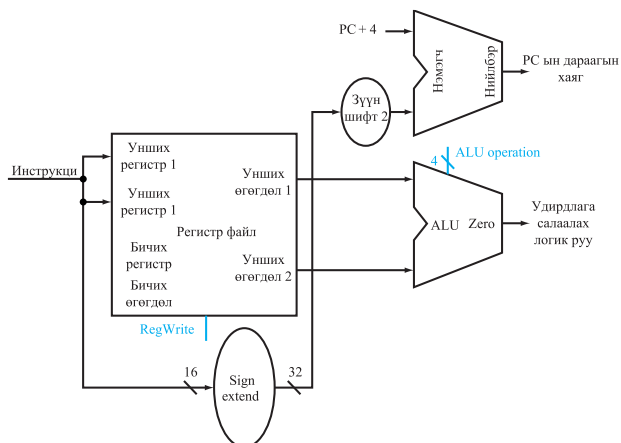 PC + 4
Нэмэгч
Нийлбэр
PC ын дараагын
хаяг
Зүүн
шифт 2
Инструкци
Унших
регистр 1
Унших
регистр 1
Бичих
регистр
Бичих
өгөгдөл
Регистр файл
Унших
өгөгдөл 1
Унших
өгөгдөл 2
RegWrite
4
ALU operation
ALU
Zero
Удирдлага
салаалах
логик руу
16
Sign
extend
32